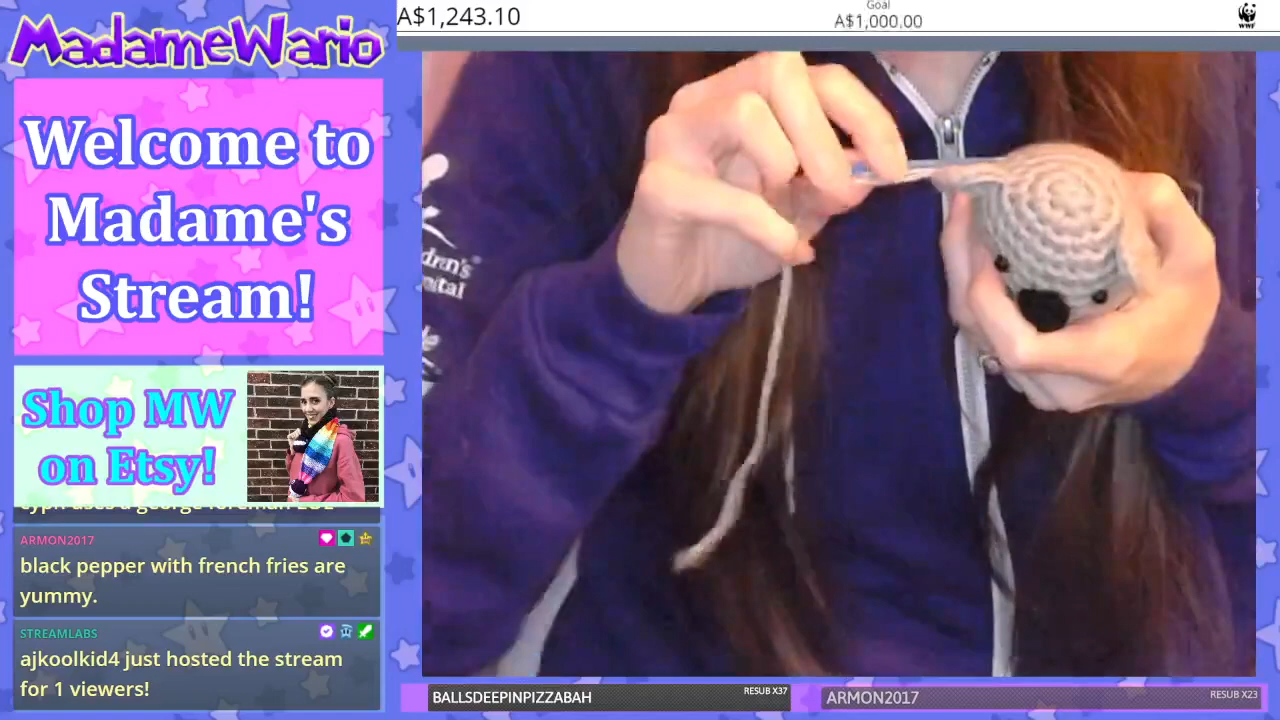 MadameWario
A$1,243.10
Goal
A$1,000.00
WWF
Welcome to
Madame's
Stream!
Shop MW
on Etsy!
ARMON2017
black pepper with french fries are
yummy.
STREAMLABS
ajkoolkid4 just hosted the stream
for 1 viewers!
BALLSDEEPINPIZZABAH
RESUB X37
ARMON2017
RESUB X23